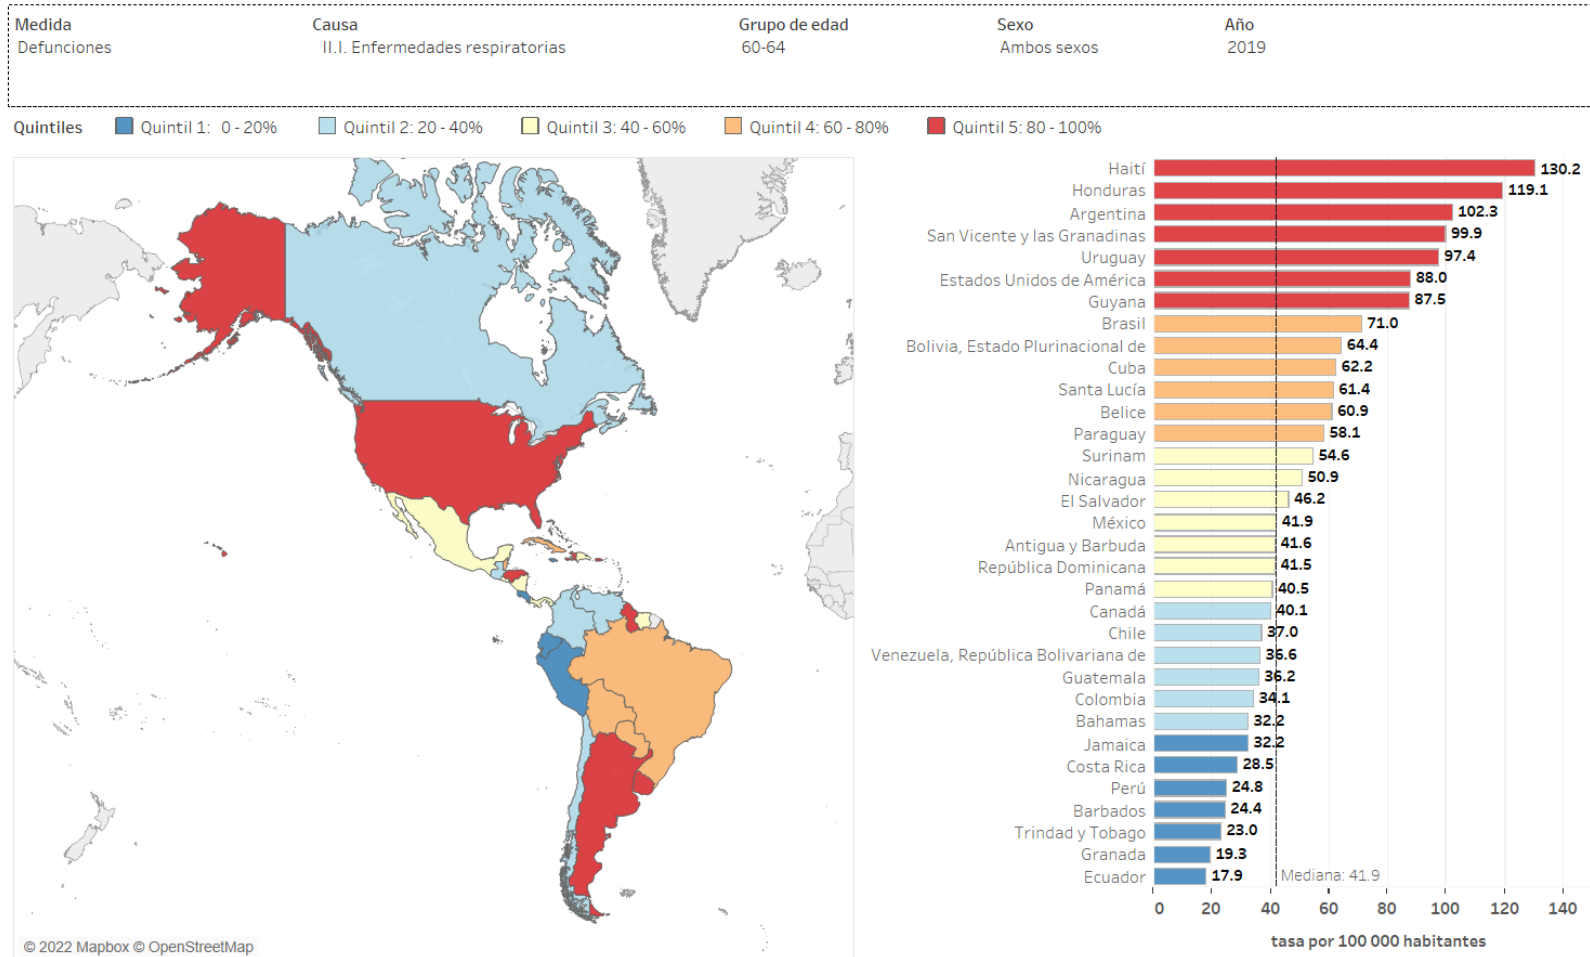 Medida Causa Grupo de edad Sexo Año
Defunciones II.I. Enfermedades respiratorias 60-64 Ambos sexos 2019
Quintiles Quintil 1: 0 - 20% Quintil 2: 20 - 40% Quintil 3: 40 - 60% Quintil 4: 60 - 80% Quintil 5: 80 - 100%
Haití 130.2
Honduras 119.1
Argentina 102.3
San Vicente y las Granadinas 99.9
Uruguay 97.4
Estados Unidos de América 88.0
Guyana 87.5
Brasil 71.0
Bolivia, Estado Plurinacional de 64.4
Cuba 62.2
Santa Lucía 61.4
Belice 60.9
Paraguay 58.1
Surinam 54.6
Nicaragua 50.9
El Salvador 46.2
México 41.9
Antigua y Barbuda 41.6
República Dominicana 41.5
Panamá 40.5
Canadá 40.1
Chile 37.0
Venezuela, República Bolivariana de 36.6
Guatemala 36.2
Colombia 34.1
Bahamas 32.2
Jamaica 32.2
Costa Rica 28.5
Perú 24.8
Barbados 24.4
Trindad y Tobago 23.0
Granada 19.3
Ecuador 17.9
Mediana: 41.9
0 20 40 60 80 100 120 140
tasa por 100 000 habitantes
© 2022 Mapbox © OpenStreetMap